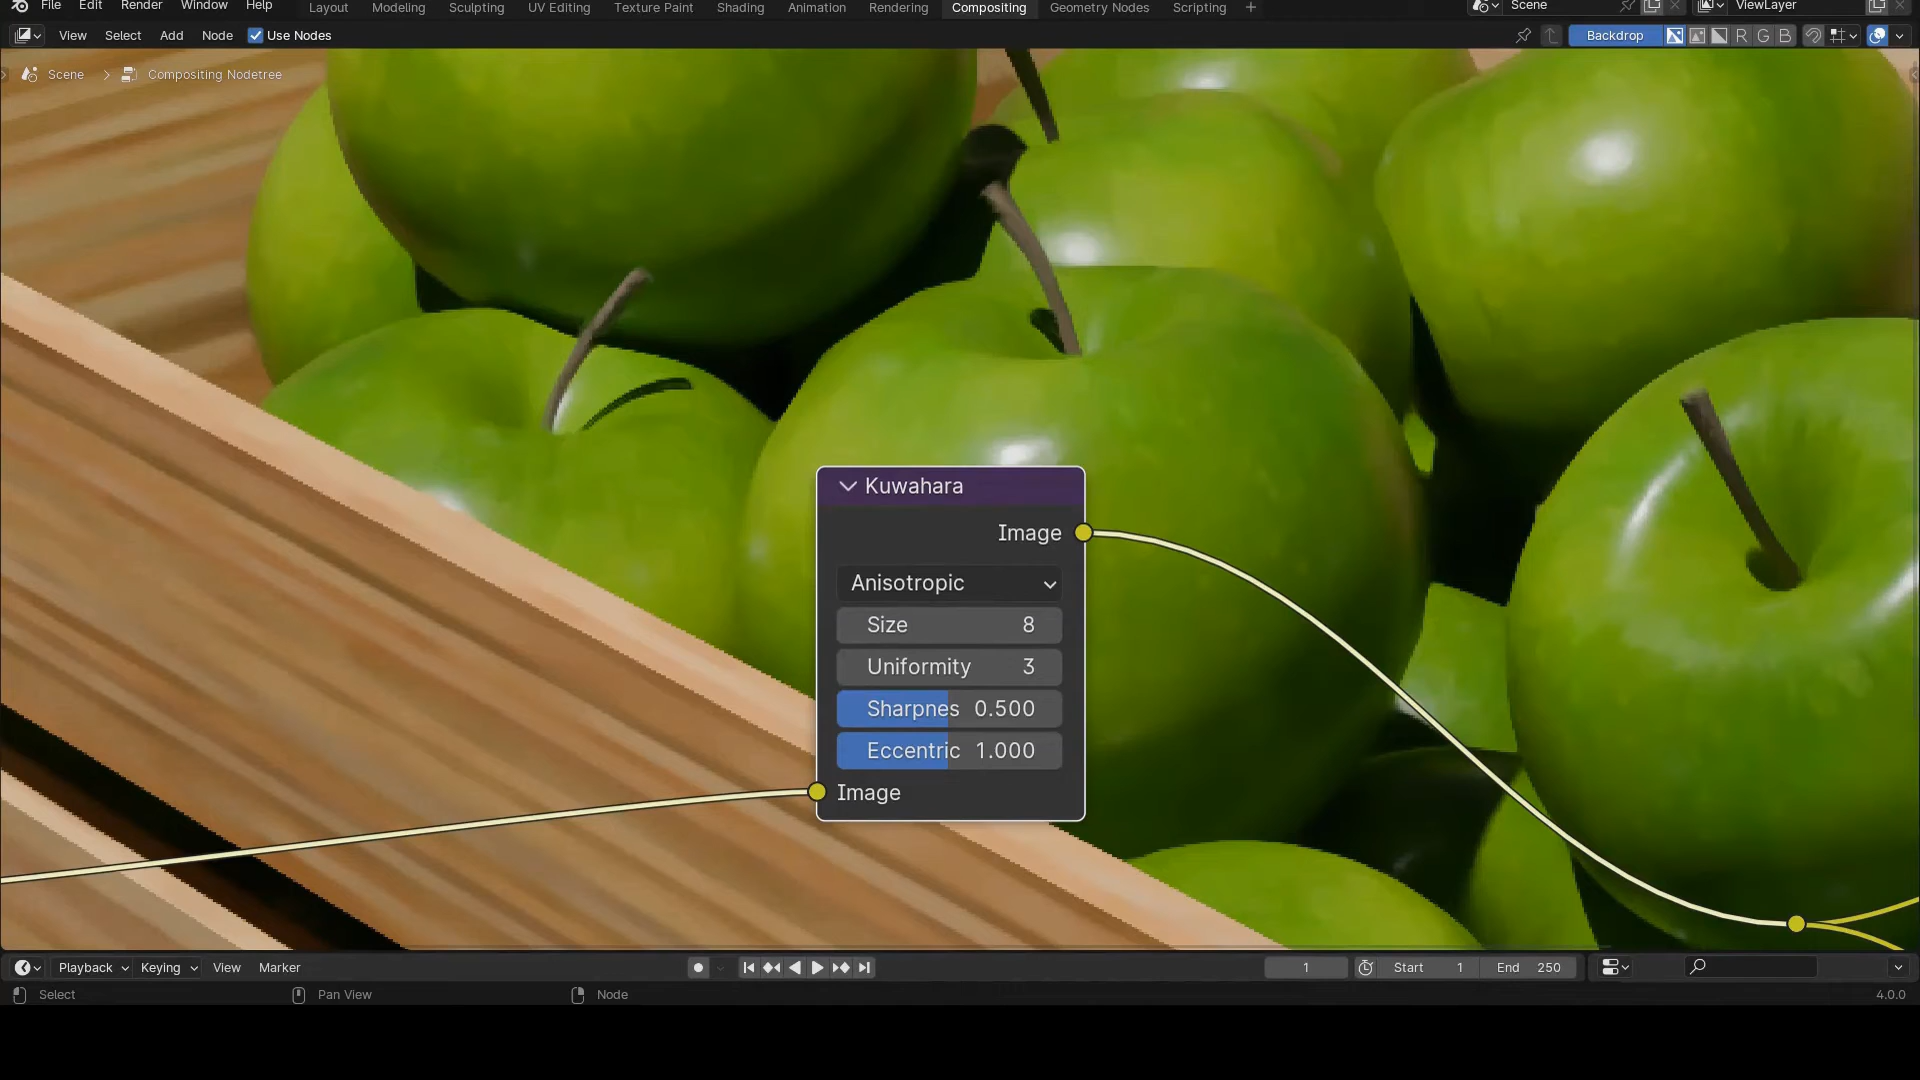 File Edit Render Window Help Layout Modeling Sculpting UV Editing Texture Paint Shading Animation Rendering Compositing Geometry Nodes Scripting + Scene ViewLayer
View Select Add Node Use Nodes Backdrop R G B
Scene > Compositing Nodetree
Kuwahara
Image
Anisotropic
Size 8
Uniformity 3
Sharpnes 0.500
Eccentric 1.000
Image
Playback Keying View Marker 1 Start 1 End 250
Select Pan View Node 4.0.0